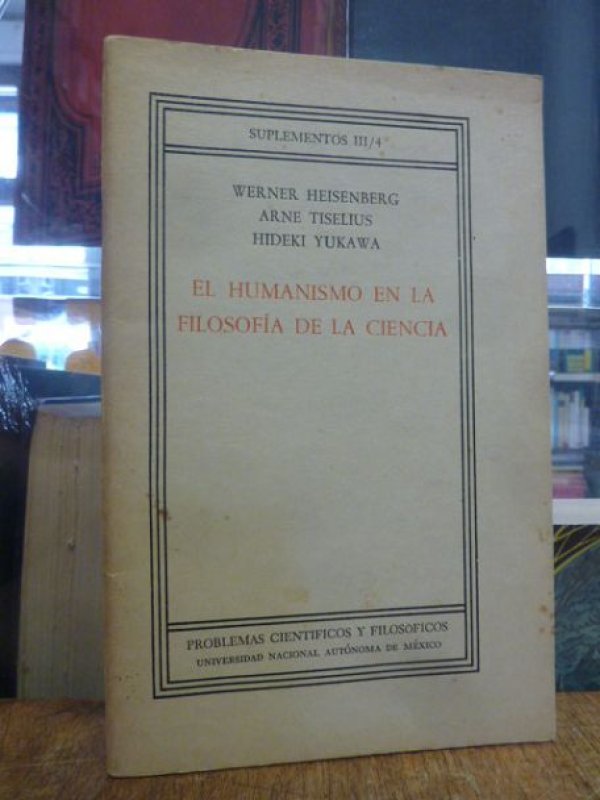 SUPLEMENTOS III/4
WERNER HEISENBERG
ARNE TISELIUS
HIDEKI YUKAWA
EL HUMANISMO EN LA
FILOSOFÍA DE LA CIENCIA
PROBLEMAS CIENTIFICOS Y FILOSOFICOS
UNIVERSIDAD NACIONAL AUTÓNOMA DE MÉXICO